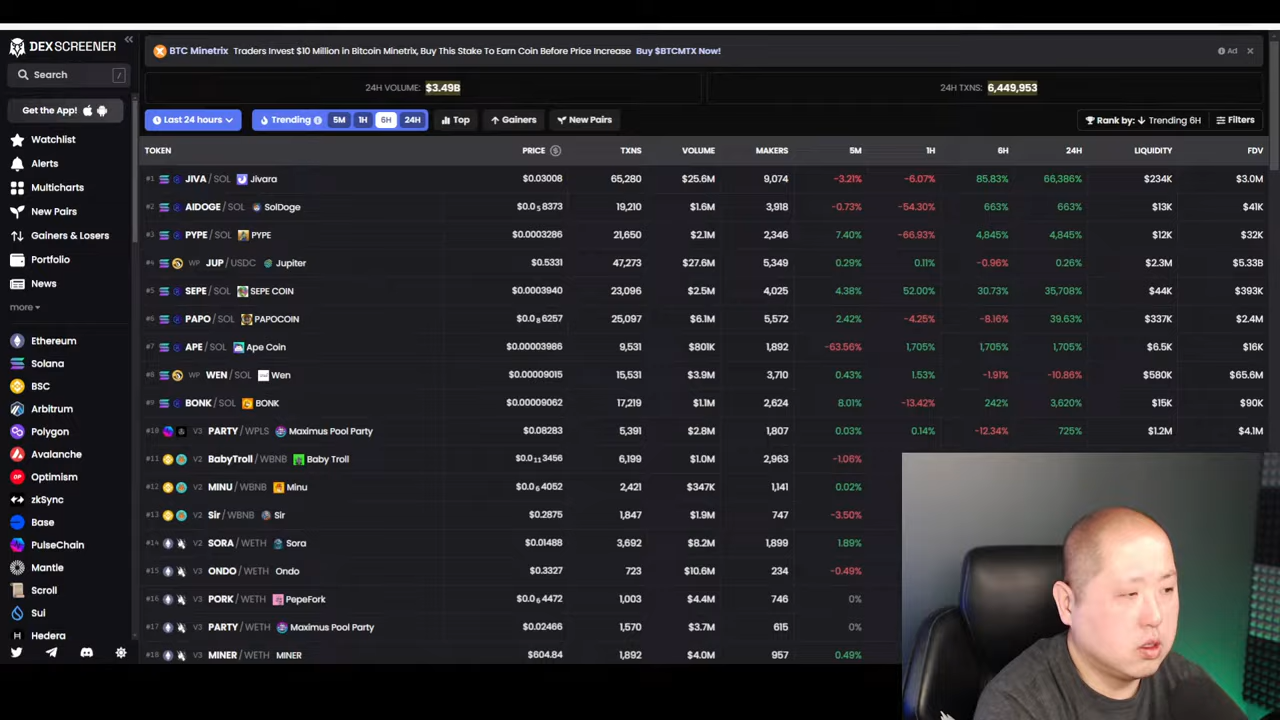 DEX SCREENER
BTC Minetrix Traders Invest $10 Million in Bitcoin Minetrix, Buy This Stake To Earn Coin Before Price Increase Buy $BTCMTX Now! Ad
Search /
24H VOLUME: $3.49B 24H TXNS: 6,449,953
Get the App!
Last 24 hours Trending 5M 1H 6H 24H Top Gainers New Pairs Rank by: Trending 6H Filters
Watchlist
Alerts
Multicharts
New Pairs
Gainers & Losers
Portfolio
News
more
Ethereum
Solana
BSC
Arbitrum
Polygon
Avalanche
Optimism
zkSync
Base
PulseChain
Mantle
Scroll
Sui
Hedera
TOKEN PRICE TXNS VOLUME MAKERS 5M 1H 6H 24H LIQUIDITY FDV
#1 JIVA/SOL Jivara $0.03008 65,280 $25.6M 9,074 -3.21% -6.07% 85.83% 66,386% $234K $3.0M
#2 AIDOGE/SOL SolDoge $0.0₅8373 19,210 $1.6M 3,918 -0.73% -54.30% 663% 663% $13K $41K
#3 PYPE/SOL PYPE $0.0003286 21,650 $2.1M 2,346 7.40% -66.93% 4,845% 4,845% $12K $32K
#4 WP JUP/USDC Jupiter $0.5331 47,273 $27.6M 5,349 0.29% 0.11% -0.96% 0.26% $2.3M $5.33B
#5 SEPE/SOL SEPE COIN $0.0003940 23,096 $2.5M 4,025 4.38% 52.00% 30.73% 35,708% $44K $393K
#6 PAPO/SOL PAPOCOIN $0.0₈6257 25,097 $6.1M 5,572 2.42% -4.25% -8.16% 39.63% $337K $2.4M
#7 APE/SOL Ape Coin $0.00003986 9,531 $801K 1,892 -63.56% 1,705% 1,705% 1,705% $6.5K $16K
#8 WP WEN/SOL Wen $0.00009015 15,531 $3.9M 3,710 0.43% 1.53% -1.91% -10.86% $580K $65.6M
#9 BONK/SOL BONK $0.00009062 17,219 $1.1M 2,624 8.01% -13.42% 242% 3,620% $15K $90K
#10 V3 PARTY/WPLS Maximus Pool Party $0.08283 5,391 $2.8M 1,807 0.03% 0.14% -12.34% 725% $1.2M $4.1M
#11 V2 BabyTroll/WBNB Baby Troll $0.0₁₁3456 6,199 $1.0M 2,963 -1.06%
#12 V2 MINU/WBNB Minu $0.0₆4052 2,421 $347K 1,141 0.02%
#13 V2 Sir/WBNB Sir $0.2875 1,847 $1.9M 747 -3.50%
#14 V2 SORA/WETH Sora $0.01488 3,692 $8.2M 1,899 1.89%
#15 V3 ONDO/WETH Ondo $0.3327 723 $10.6M 234 -0.49%
#16 V3 PORK/WETH PepeFork $0.0₆4472 1,003 $4.4M 746 0%
#17 V3 PARTY/WETH Maximus Pool Party $0.02466 1,570 $3.7M 615 0%
#18 V3 MINER/WETH MINER $604.84 1,892 $4.0M 957 0.49%